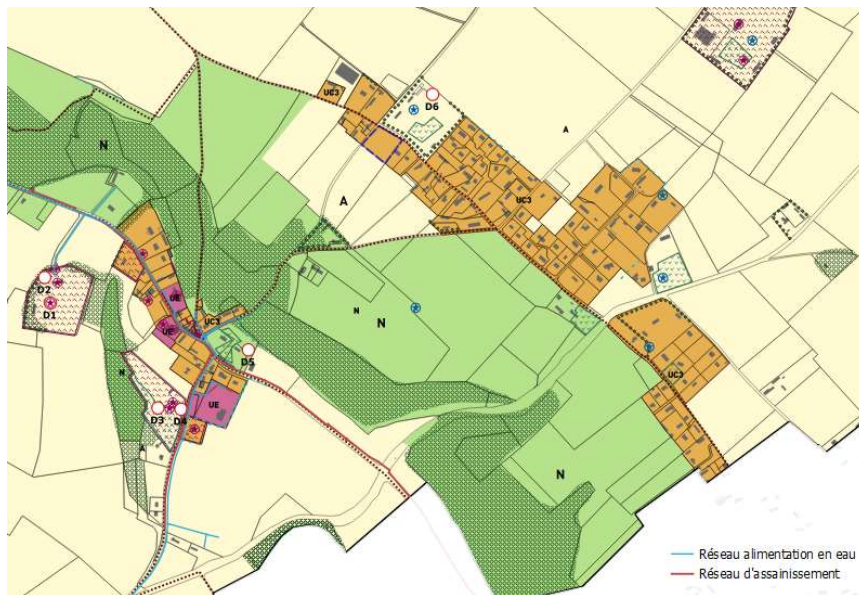 UC3
D6
A
N
A
UC3
D2
UE
D1
N
N
UE
UC3
D5
N
UC3
D3
D4
UE
A
N
Réseau alimentation en eau
Réseau d'assainissement